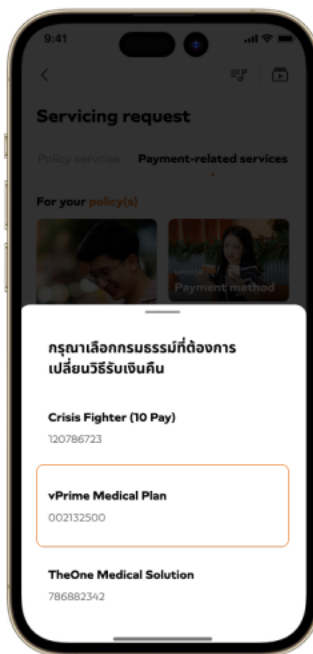 9:41
Servicing request
Policy servcies Payment-related services
For your policy(s)
UPDATE
Payment method
กรุณาเลือกกรมธรรม์ที่ต้องการ
เปลี่ยนวิธีรับเงินคืน
Crisis Fighter (10 Pay)
120786723
vPrime Medical Plan
002132500
TheOne Medical Solution
786882342